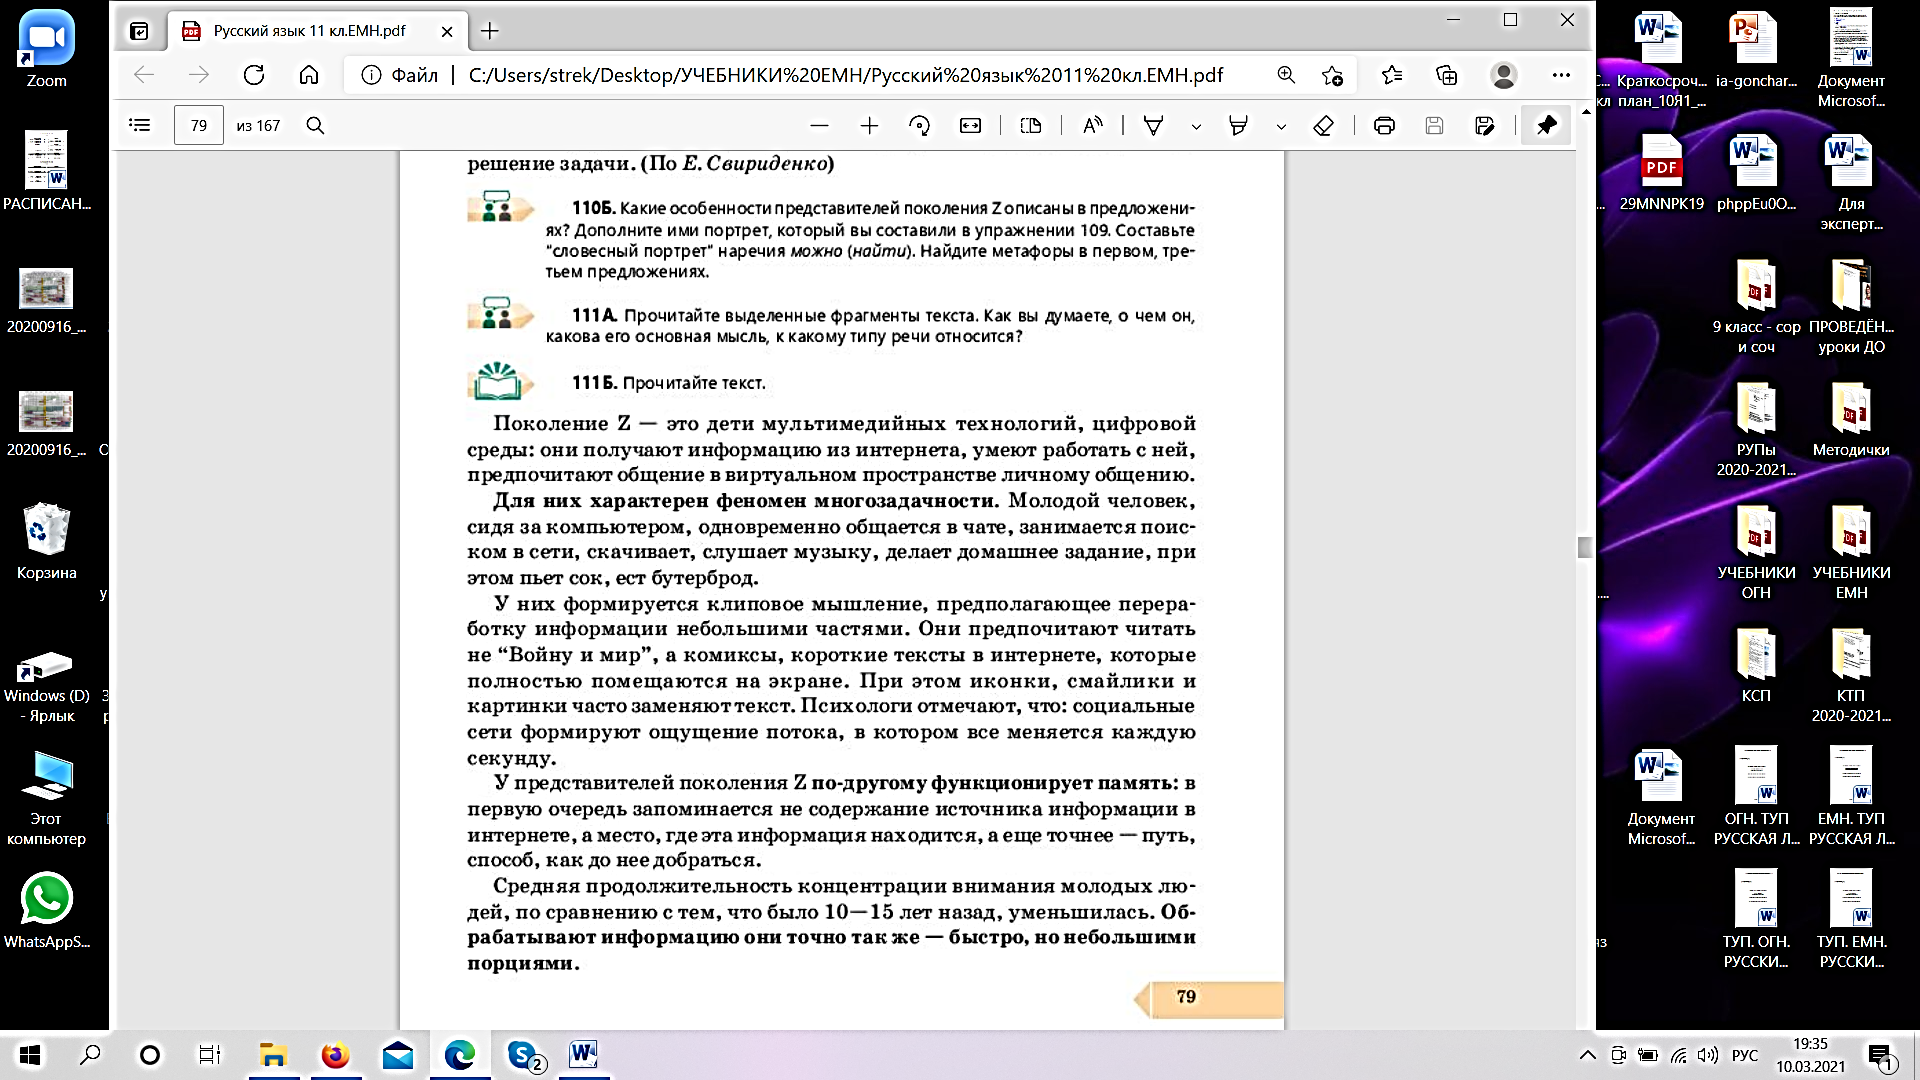 Русский язык 11 кл.ЕМН.pdf
Файл
C:/Users/strek/Desktop/УЧЕБНИКИ%20ЕМН/Русский%20язык%2011%20кл.ЕМН.pdf
79 из 167
решение задачи. (По Е. Свириденко)
110Б. Какие особенности представителей поколения Z описаны в предложени-
ях? Дополните ими портрет, который вы составили в упражнении 109. Составьте
"словесный портрет" наречия можно (найти). Найдите метафоры в первом, тре-
тьем предложениях.
111А. Прочитайте выделенные фрагменты текста. Как вы думаете, о чем он,
какова его основная мысль, к какому типу речи относится?
111Б. Прочитайте текст.
Поколение Z — это дети мультимедийных технологий, цифровой
среды: они получают информацию из интернета, умеют работать с ней,
предпочитают общение в виртуальном пространстве личному общению.
Для них характерен феномен многозадачности. Молодой человек,
сидя за компьютером, одновременно общается в чате, занимается поис-
ком в сети, скачивает, слушает музыку, делает домашнее задание, при
этом пьет сок, ест бутерброд.
У них формируется клиповое мышление, предполагающее перера-
ботку информации небольшими частями. Они предпочитают читать
не “Войну и мир”, а комиксы, короткие тексты в интернете, которые
полностью помещаются на экране. При этом иконки, смайлики и
картинки часто заменяют текст. Психологи отмечают, что: социальные
сети формируют ощущение потока, в котором все меняется каждую
секунду.
У представителей поколения Z по-другому функционирует память: в
первую очередь запоминается не содержание источника информации в
интернете, а место, где эта информация находится, а еще точнее — путь,
способ, как до нее добраться.
Средняя продолжительность концентрации внимания молодых лю-
дей, по сравнению с тем, что было 10—15 лет назад, уменьшилась. Об-
рабатывают информацию они точно так же — быстро, но небольшими
порциями.
79
Zoom
РАСПИСАН...
20200916_...
20200916_...
Корзина
Windows (D)
- Ярлык
Этот
компьютер
WhatsAppS...
Краткосроч...
план_10Я1_...
ia-gonchar...
Документ
Microsof...
29MNNPK19
phppEu0O...
Для
эксперт...
9 класс - сор
и соч
ПРОВЕДЁН...
уроки ДО
РУПы
2020-2021...
Методички
УЧЕБНИКИ
ОГН
УЧЕБНИКИ
ЕМН
КСП
КТП
2020-2021...
Документ
Microsof...
ОГН. ТУП
РУССКАЯ Л...
ЕМН. ТУП
РУССКАЯ Л...
ТУП. ОГН.
РУССКИ...
ТУП. ЕМН.
РУССКИ...
2
РУС
19:35
10.03.2021
1